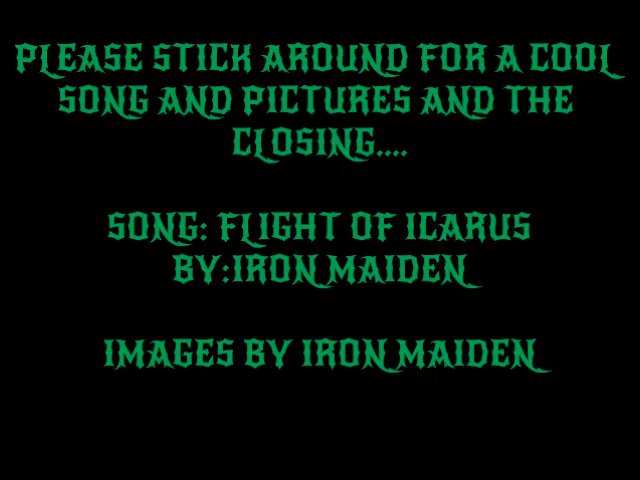 PLEASE STICK AROUND FOR A COOL
SONG AND PICTURES AND THE
CLOSING....
SONG: FLIGHT OF ICARUS
BY:IRON MAIDEN
IMAGES BY IRON MAIDEN